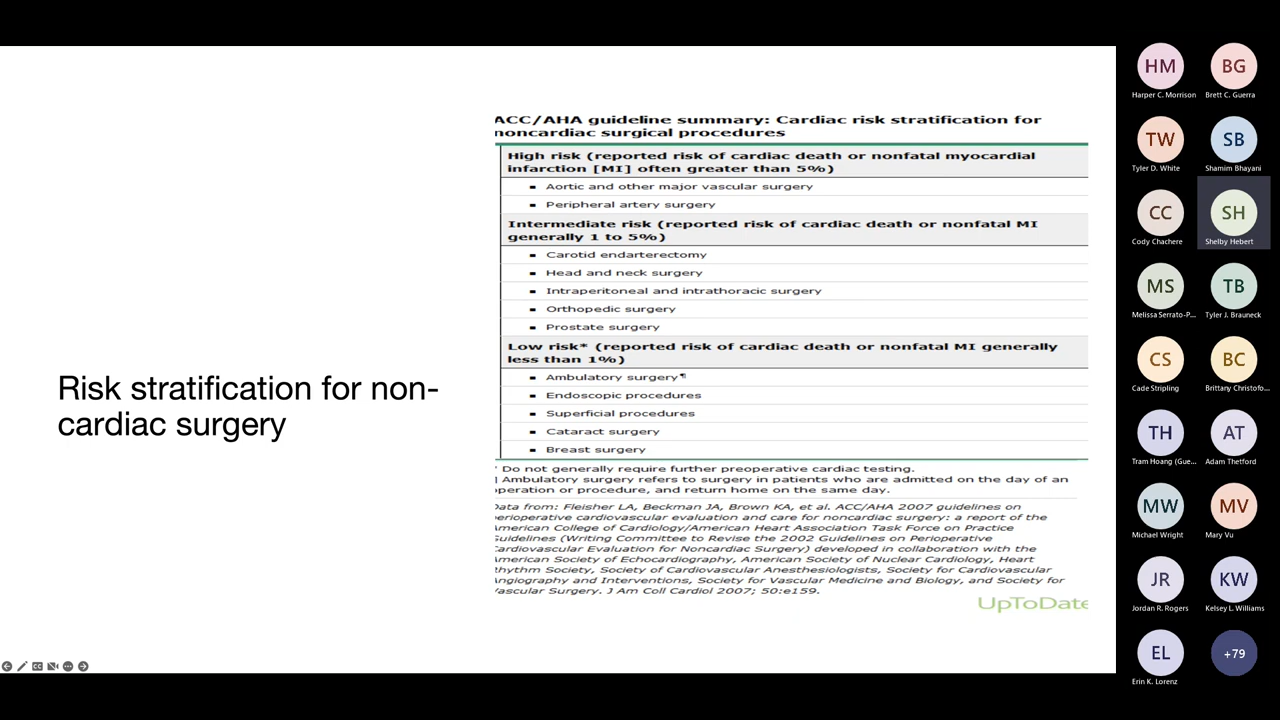 Risk stratification for non-
cardiac surgery
ACC/AHA guideline summary: Cardiac risk stratification for
noncardiac surgical procedures
High risk (reported risk of cardiac death or nonfatal myocardial
infarction [MI] often greater than 5%)
▪ Aortic and other major vascular surgery
▪ Peripheral artery surgery
Intermediate risk (reported risk of cardiac death or nonfatal MI
generally 1 to 5%)
▪ Carotid endarterectomy
▪ Head and neck surgery
▪ Intraperitoneal and intrathoracic surgery
▪ Orthopedic surgery
▪ Prostate surgery
Low risk* (reported risk of cardiac death or nonfatal MI generally
less than 1%)
▪ Ambulatory surgery¶
▪ Endoscopic procedures
▪ Superficial procedures
▪ Cataract surgery
▪ Breast surgery
* Do not generally require further preoperative cardiac testing.
¶ Ambulatory surgery refers to surgery in patients who are admitted on the day of an
operation or procedure, and return home on the same day.
Data from: Fleisher LA, Beckman JA, Brown KA, et al. ACC/AHA 2007 guidelines on
perioperative cardiovascular evaluation and care for noncardiac surgery: a report of the
American College of Cardiology/American Heart Association Task Force on Practice
Guidelines (Writing Committee to Revise the 2002 Guidelines on Perioperative
Cardiovascular Evaluation for Noncardiac Surgery) developed in collaboration with the
American Society of Echocardiography, American Society of Nuclear Cardiology, Heart
Rhythm Society, Society of Cardiovascular Anesthesiologists, Society for Cardiovascular
Angiography and Interventions, Society for Vascular Medicine and Biology, and Society for
Vascular Surgery. J Am Coll Cardiol 2007; 50:e159.
UpToDate
HM BG
Harper C. Morrison Brett C. Guerra
TW SB
Tyler D. White Shamim Bhayani
CC SH
Cody Chachere Shelby Hebert
MS TB
Melissa Serrato-P... Tyler J. Brauneck
CS BC
Cade Stripling Brittany Christofo...
TH AT
Tram Hoang (Gue... Adam Thetford
MW MV
Michael Wright Mary Vu
JR KW
Jordan R. Rogers Kelsey L. Williams
EL +79
Erin K. Lorenz